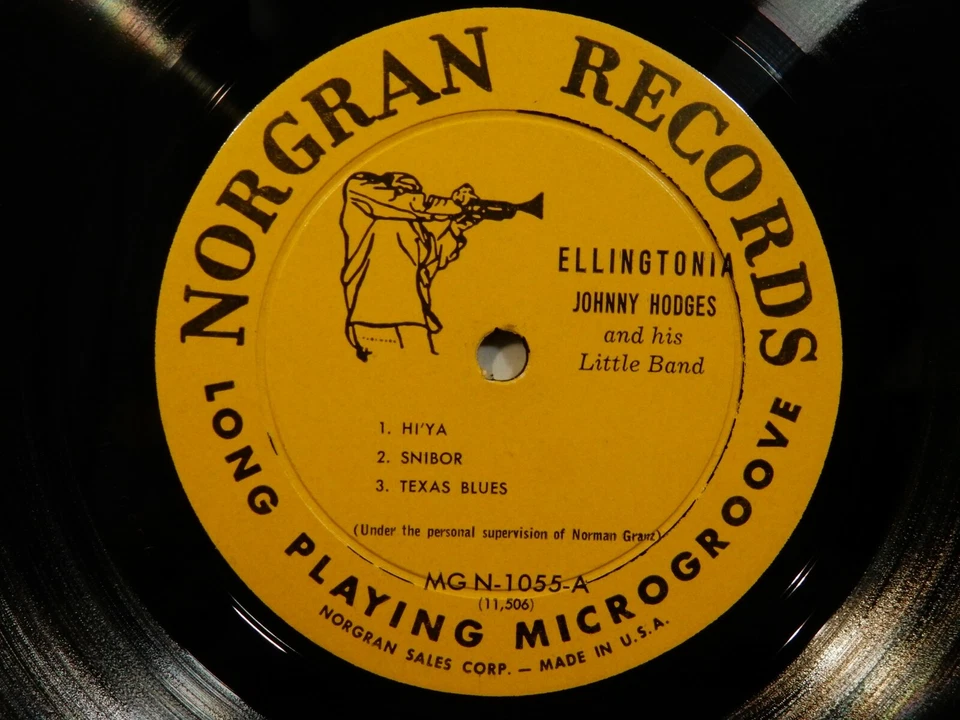 NORGRAN RECORDS
ELLINGTONIA
JOHNNY HODGES
and his
Little Band
1. HI'YA
2. SNIBOR
3. TEXAS BLUES
(Under the personal supervision of Norman Granz)
MG N-1055-A
(11,506)
LONG PLAYING MICROGROOVE
NORGRAN SALES CORP. — MADE IN U.S.A.